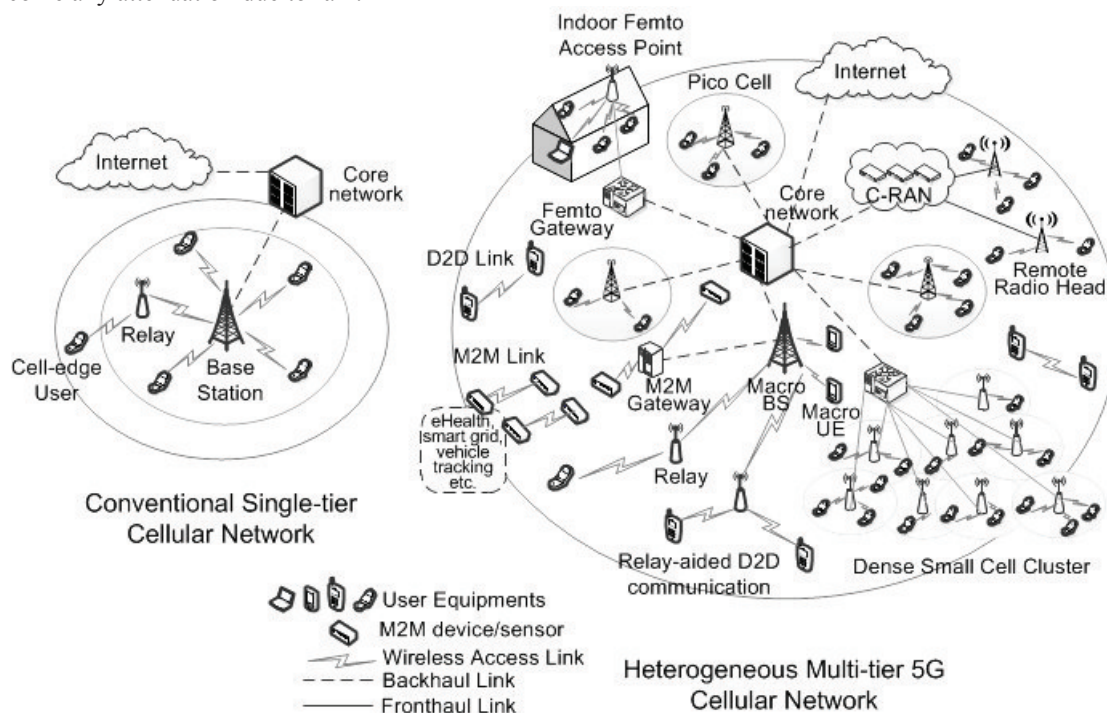 Indoor Femto
Access Point
Pico Cell
Internet
Internet
Core
network
C-RAN
Core
network
Femto
Gateway
D2D Link
Remote
Radio Head
Relay
Cell-edge
User
Base
Station
M2M Link
M2M
Gateway
Macro
BS
Macro
UE
eHealth,
smart grid,
vehicle
tracking
etc.
Relay
Conventional Single-tier
Cellular Network
Relay-aided D2D
communication
Dense Small Cell Cluster
User Equipments
M2M device/sensor
Wireless Access Link
Backhaul Link
Fronthaul Link
Heterogeneous Multi-tier 5G
Cellular Network